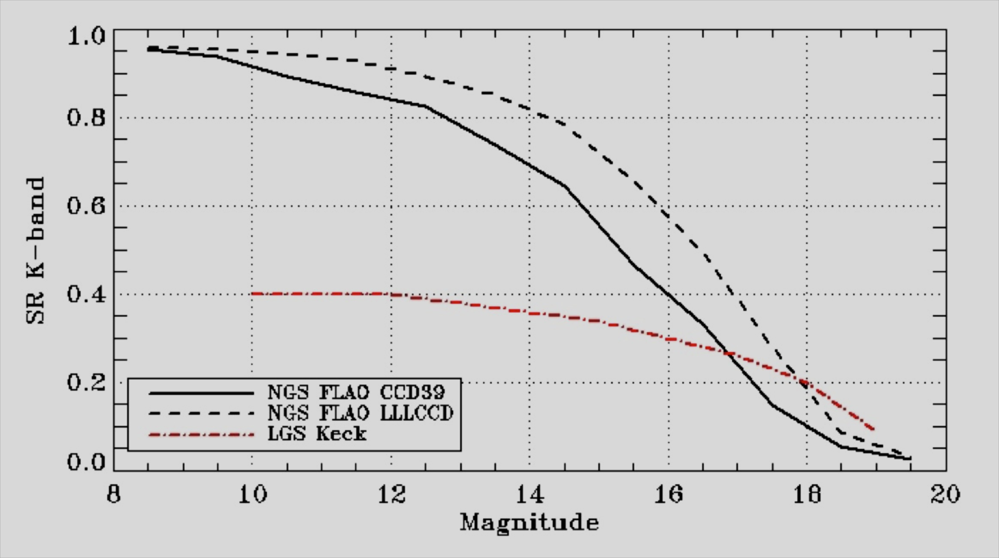 1.0
0.8
0.6
0.4
0.2
0.0
SR K-band
NGS FLAO CCD39
NGS FLAO LLLCCD
LGS Keck
8 10 12 14 16 18 20
Magnitude